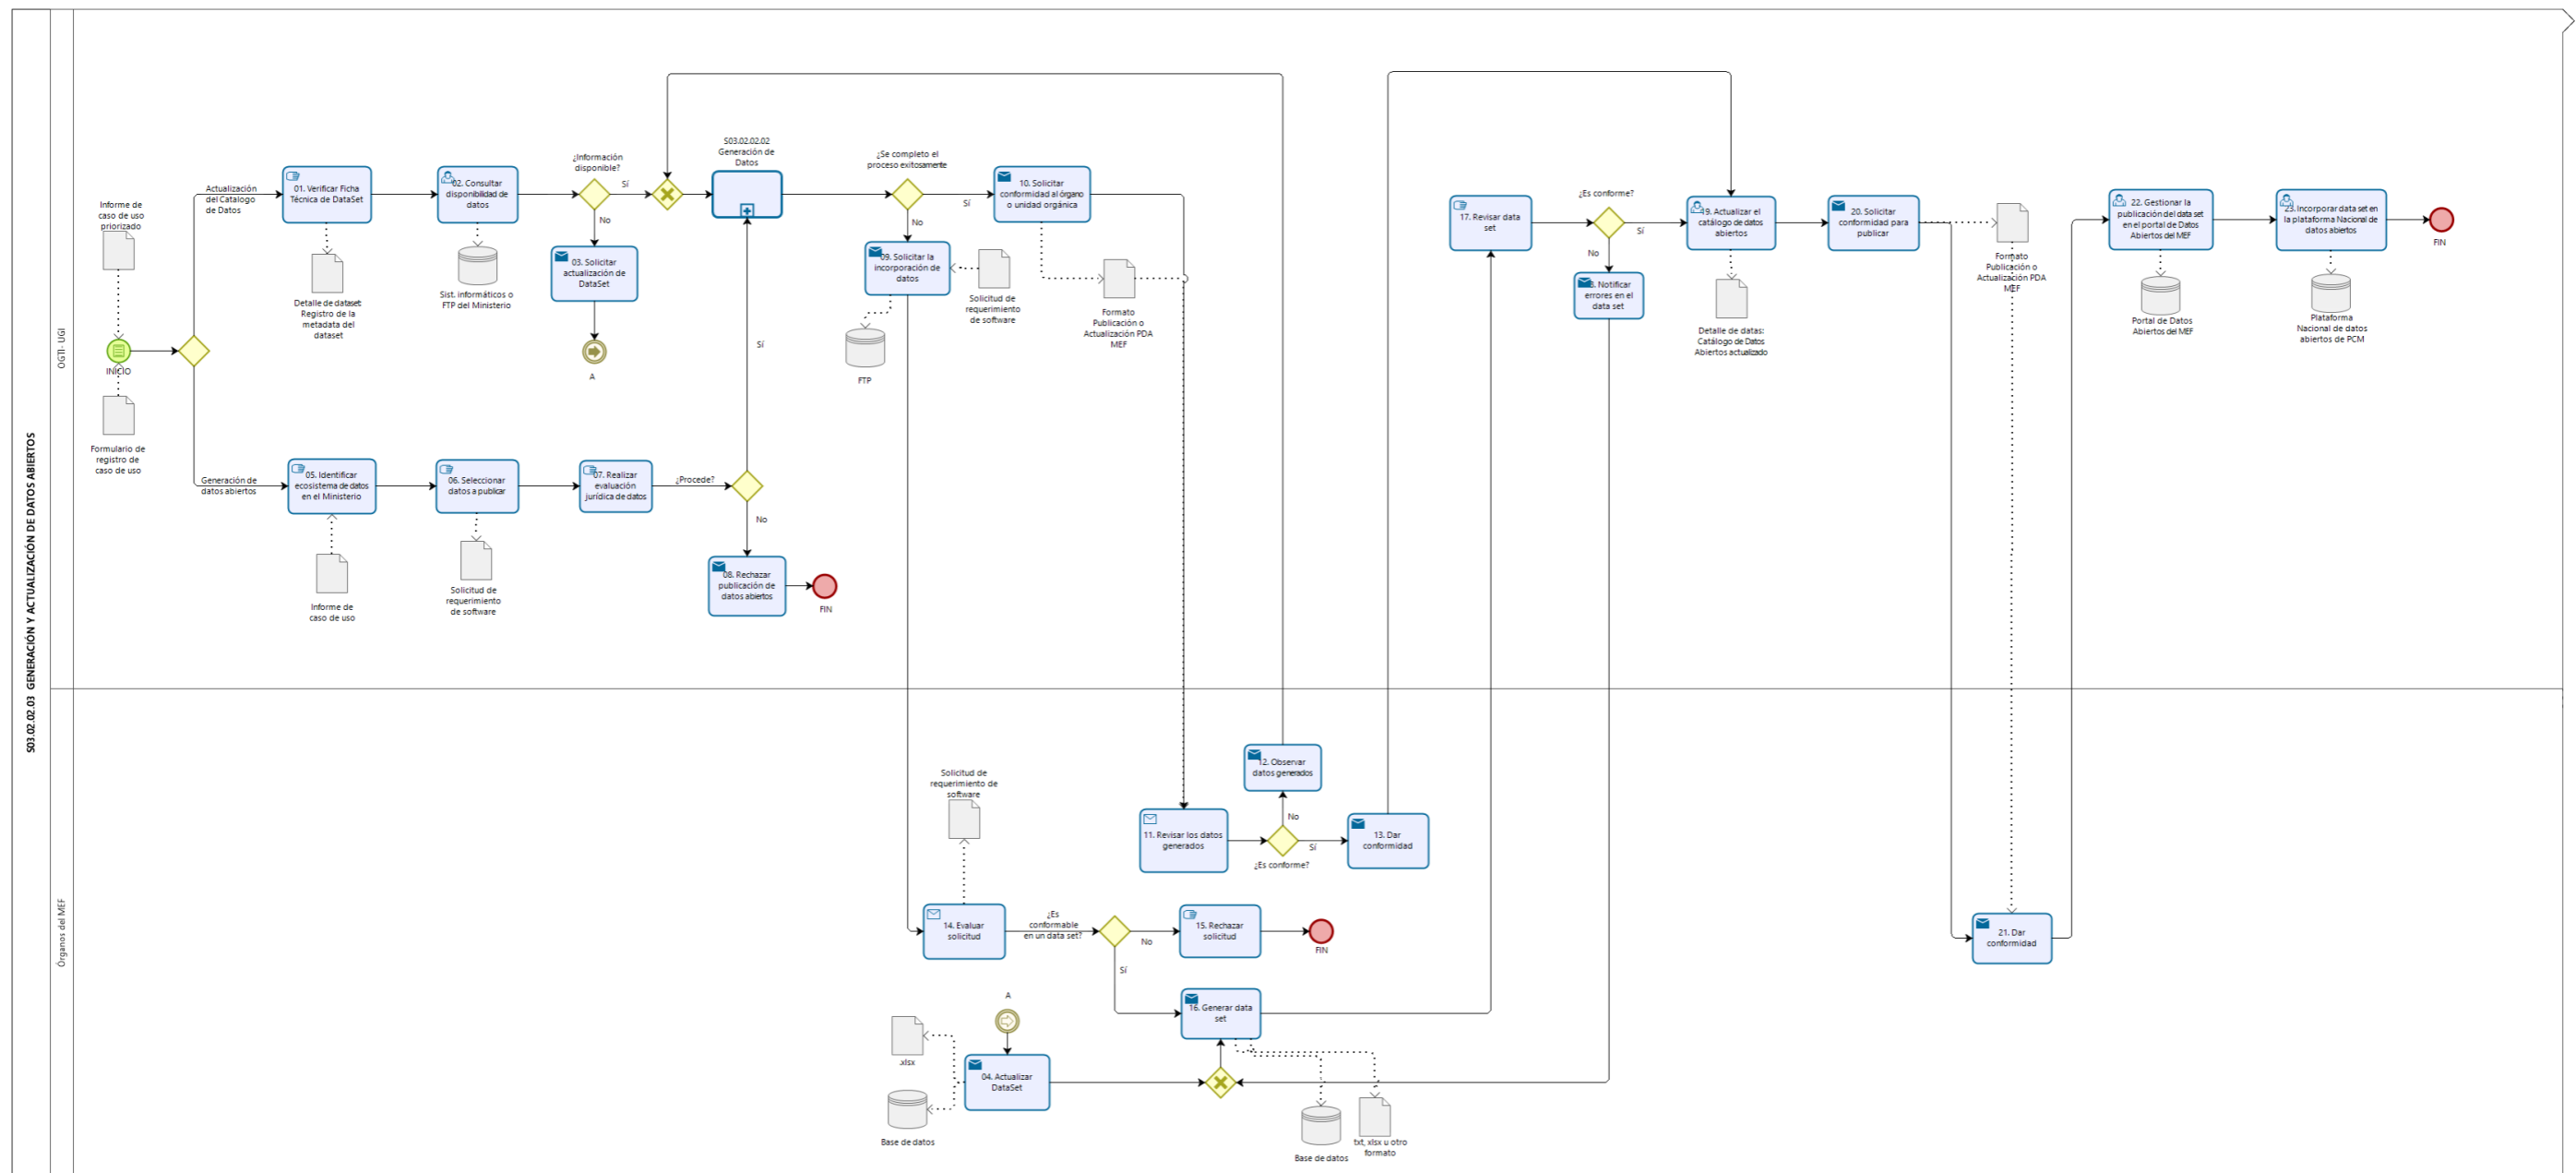 S03.02.02.03 GENERACIÓN Y ACTUALIZACIÓN DE DATOS ABIERTOS
OGTI- UGI
Informe de
caso de uso
priorizado
INICIO
Formulario de
registro de
caso de uso
Actualización
del Catálogo
de Datos
01. Verificar Ficha
Técnica de DataSet
Detalle de dataset:
Registro de la
metadata del
dataset
02. Consultar
disponibilidad de
datos
Sist. informáticos o
FTP del Ministerio
¿Información
disponible?
Sí
No
03. Solicitar
actualización de
DataSet
A
S03.02.02.02
Generación de
Datos
¿Se completo el
proceso exitosamente
Sí
No
09. Solicitar la
incorporación de
datos
Solicitud de
requerimiento
de software
FTP
10. Solicitar
conformidad al órgano
o unidad orgánica
Formato
Publicación o
Actualización PDA
MEF
Generación de
datos abiertos
05. Identificar
ecosistema de datos
en el Ministerio
Informe de
caso de uso
06. Seleccionar
datos a publicar
Solicitud de
requerimiento
de software
07. Realizar
evaluación
jurídica de datos
¿Procede?
Sí
No
08. Rechazar
publicación de
datos abiertos
FIN
17. Revisar data
set
¿Es conforme?
Sí
No
8. Notificar
errores en el
data set
19. Actualizar el
catálogo de datos
abiertos
Detalle de datas:
Catálogo de Datos
Abiertos actualizado
20. Solicitar
conformidad para
publicar
Formato
Publicación o
Actualización PDA
MEF
22. Gestionar la
publicación del data set
en el portal de Datos
Abiertos del MEF
Portal de Datos
Abiertos del MEF
23. Incorporar data set en
la plataforma Nacional de
datos abiertos
Plataforma
Nacional de datos
abiertos de PCM
FIN
Órganos del MEF
Solicitud de
requerimiento de
software
14. Evaluar
solicitud
¿Es
conformable
en un data set?
No
Sí
15. Rechazar
solicitud
FIN
11. Revisar los datos
generados
¿Es conforme?
No
Sí
12. Observar
datos generados
13. Dar
conformidad
16. Generar data
set
A
04. Actualizar
DataSet
.xlsx
Base de datos
Base de datos
txt, xlsx u otro
formato
21. Dar
conformidad